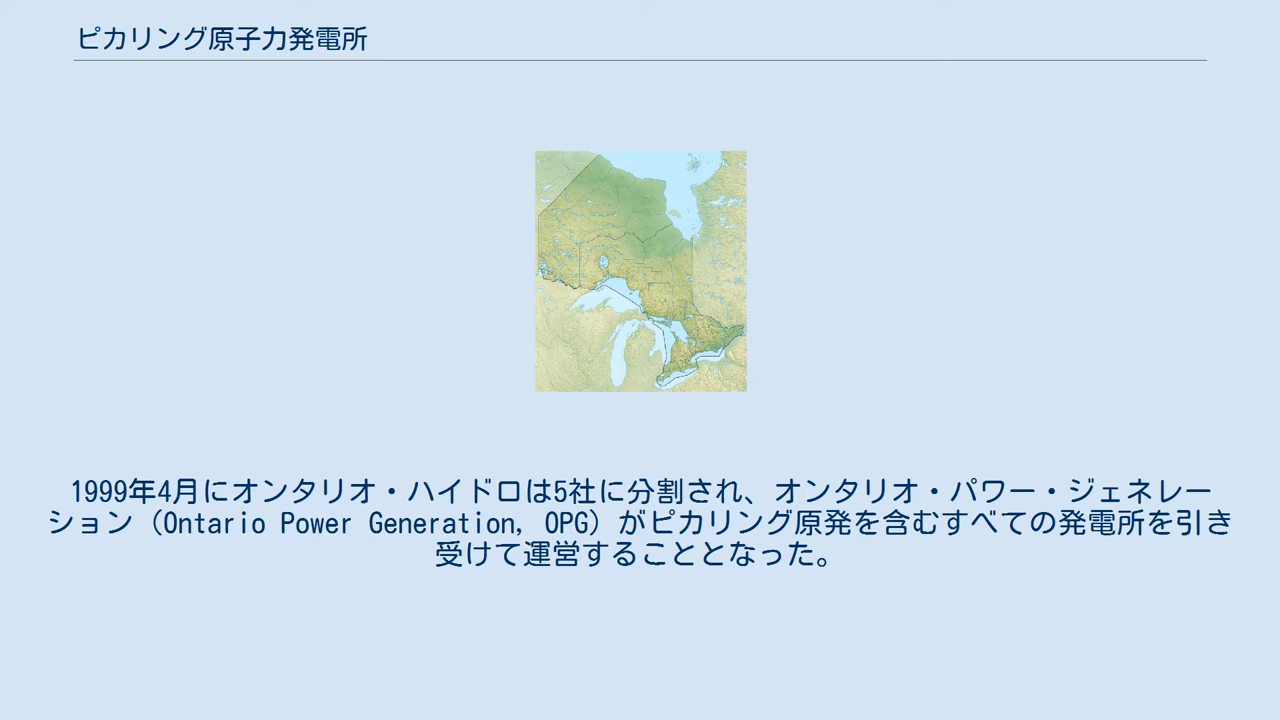 ピカリング原子力発電所
1999年4月にオンタリオ・ハイドロは5社に分割され、オンタリオ・パワー・ジェネレー
ション（Ontario Power Generation, OPG）がピカリング原発を含むすべての発電所を引き
受けて運営することとなった。